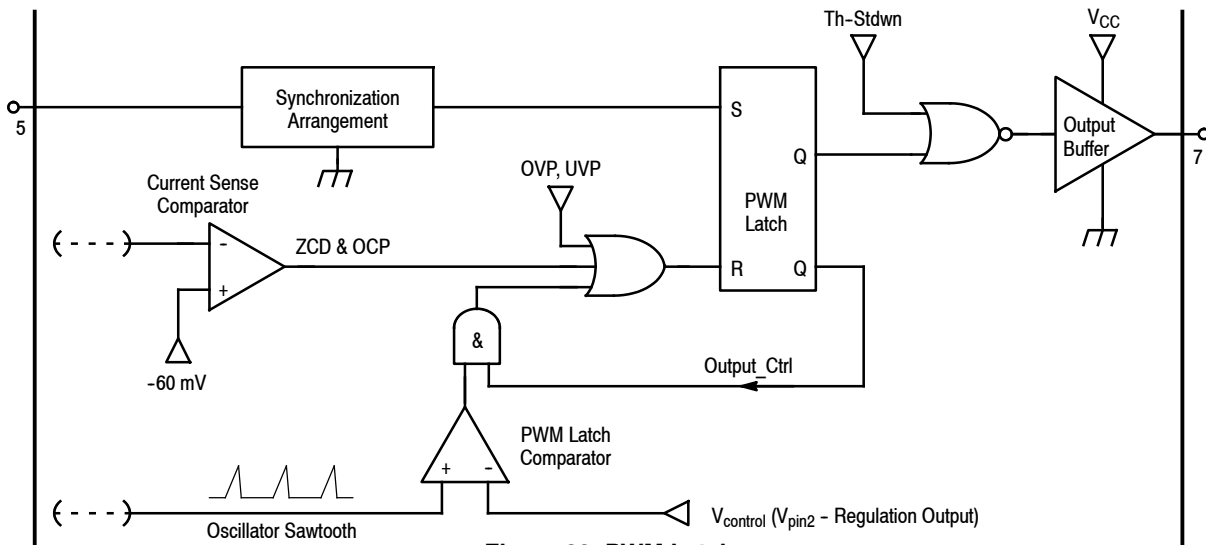 Th-Stdwn
VCC
5
Synchronization
Arrangement
S
Q
PWM
Latch
R
Q
Output
Buffer
7
OVP, UVP
Current Sense
Comparator
-
+
ZCD & OCP
-60 mV
&
Output_Ctrl
PWM Latch
Comparator
+
-
Oscillator Sawtooth
Vcontrol (Vpin2 - Regulation Output)